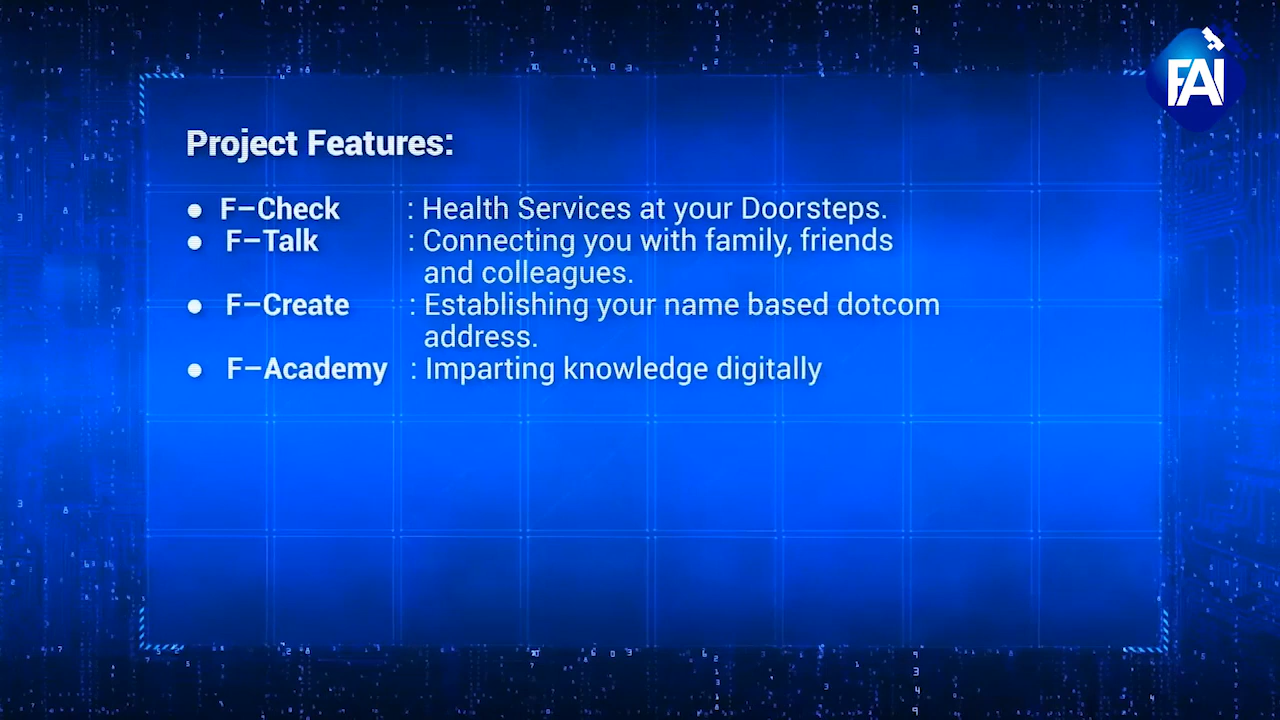 FAI
Project Features:
● F–Check : Health Services at your Doorsteps.
● F–Talk : Connecting you with family, friends
and colleagues.
● F–Create : Establishing your name based dotcom
address.
● F–Academy : Imparting knowledge digitally